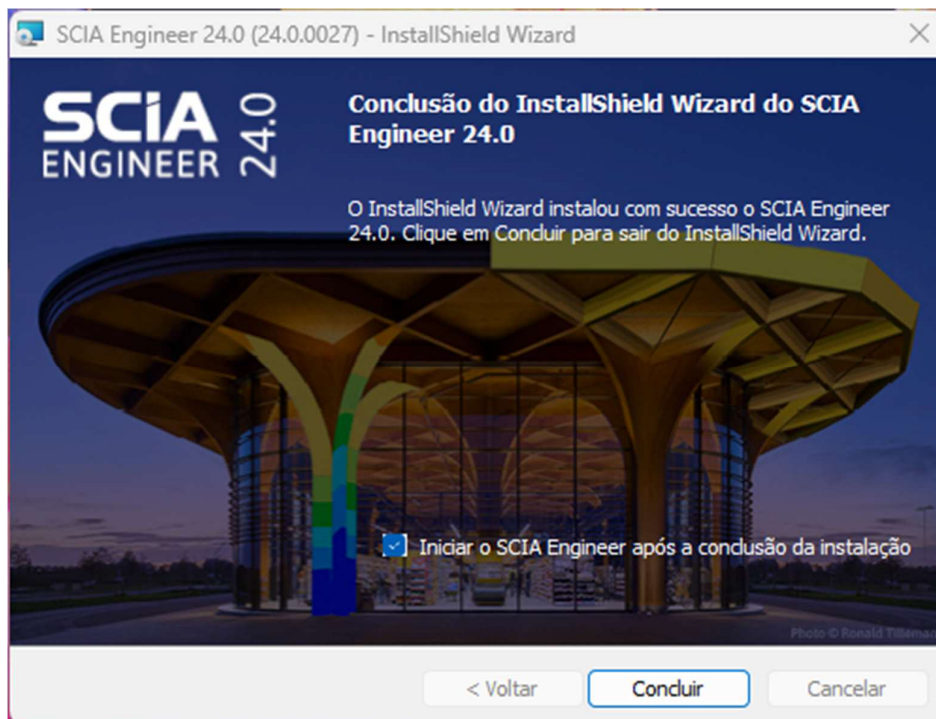 SCIA Engineer 24.0 (24.0.0027) - InstallShield Wizard
SCIA
ENGINEER
24.0
Conclusão do InstallShield Wizard do SCIA
Engineer 24.0
O InstallShield Wizard instalou com sucesso o SCIA Engineer
24.0. Clique em Concluir para sair do InstallShield Wizard.
Iniciar o SCIA Engineer após a conclusão da instalação
Photo © Ronald Tilleman
< Voltar
Concluir
Cancelar